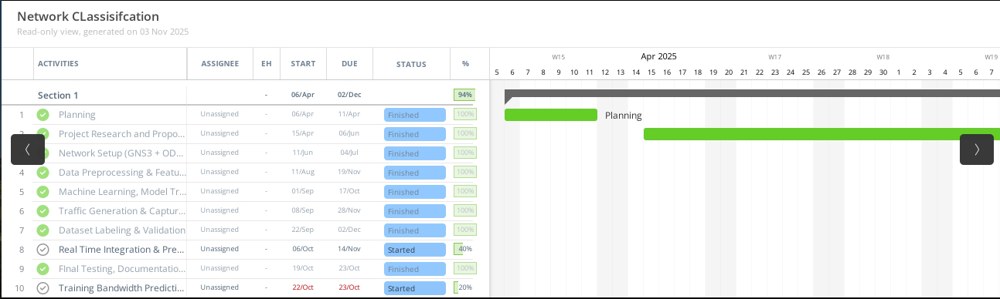 Network CLassisifcation
Read-only view, generated on 03 Nov 2025
ACTIVITIES ASSIGNEE EH START DUE STATUS %
W15 Apr 2025 W17 W18 W19
5 6 7 8 9 10 11 12 13 14 15 16 17 18 19 20 21 22 23 24 25 26 27 28 29 30 1 2 3 4 5 6 7
Section 1 - 06/Apr 02/Dec 94%
1 Planning Unassigned - 06/Apr 11/Apr Finished 100% Planning
2 Project Research and Propo... Unassigned - 15/Apr 06/Jun Finished 100%
Network Setup (GNS3 + OD... Unassigned - 11/Jun 04/Jul Finished 100%
4 Data Preprocessing & Featu... Unassigned - 11/Aug 19/Nov Finished 100%
5 Machine Learning, Model Tr... Unassigned - 01/Sep 17/Oct Finished 100%
6 Traffic Generation & Captur... Unassigned - 08/Sep 28/Nov Finished 100%
7 Dataset Labeling & Validation Unassigned - 22/Sep 02/Dec Finished 100%
8 Real Time Integration & Pre... Unassigned - 06/Oct 14/Nov Started 40%
9 FInal Testing, Documentatio... Unassigned - 19/Oct 23/Oct Finished 100%
10 Training Bandwidth Predicti... Unassigned - 22/Oct 23/Oct Started 20%